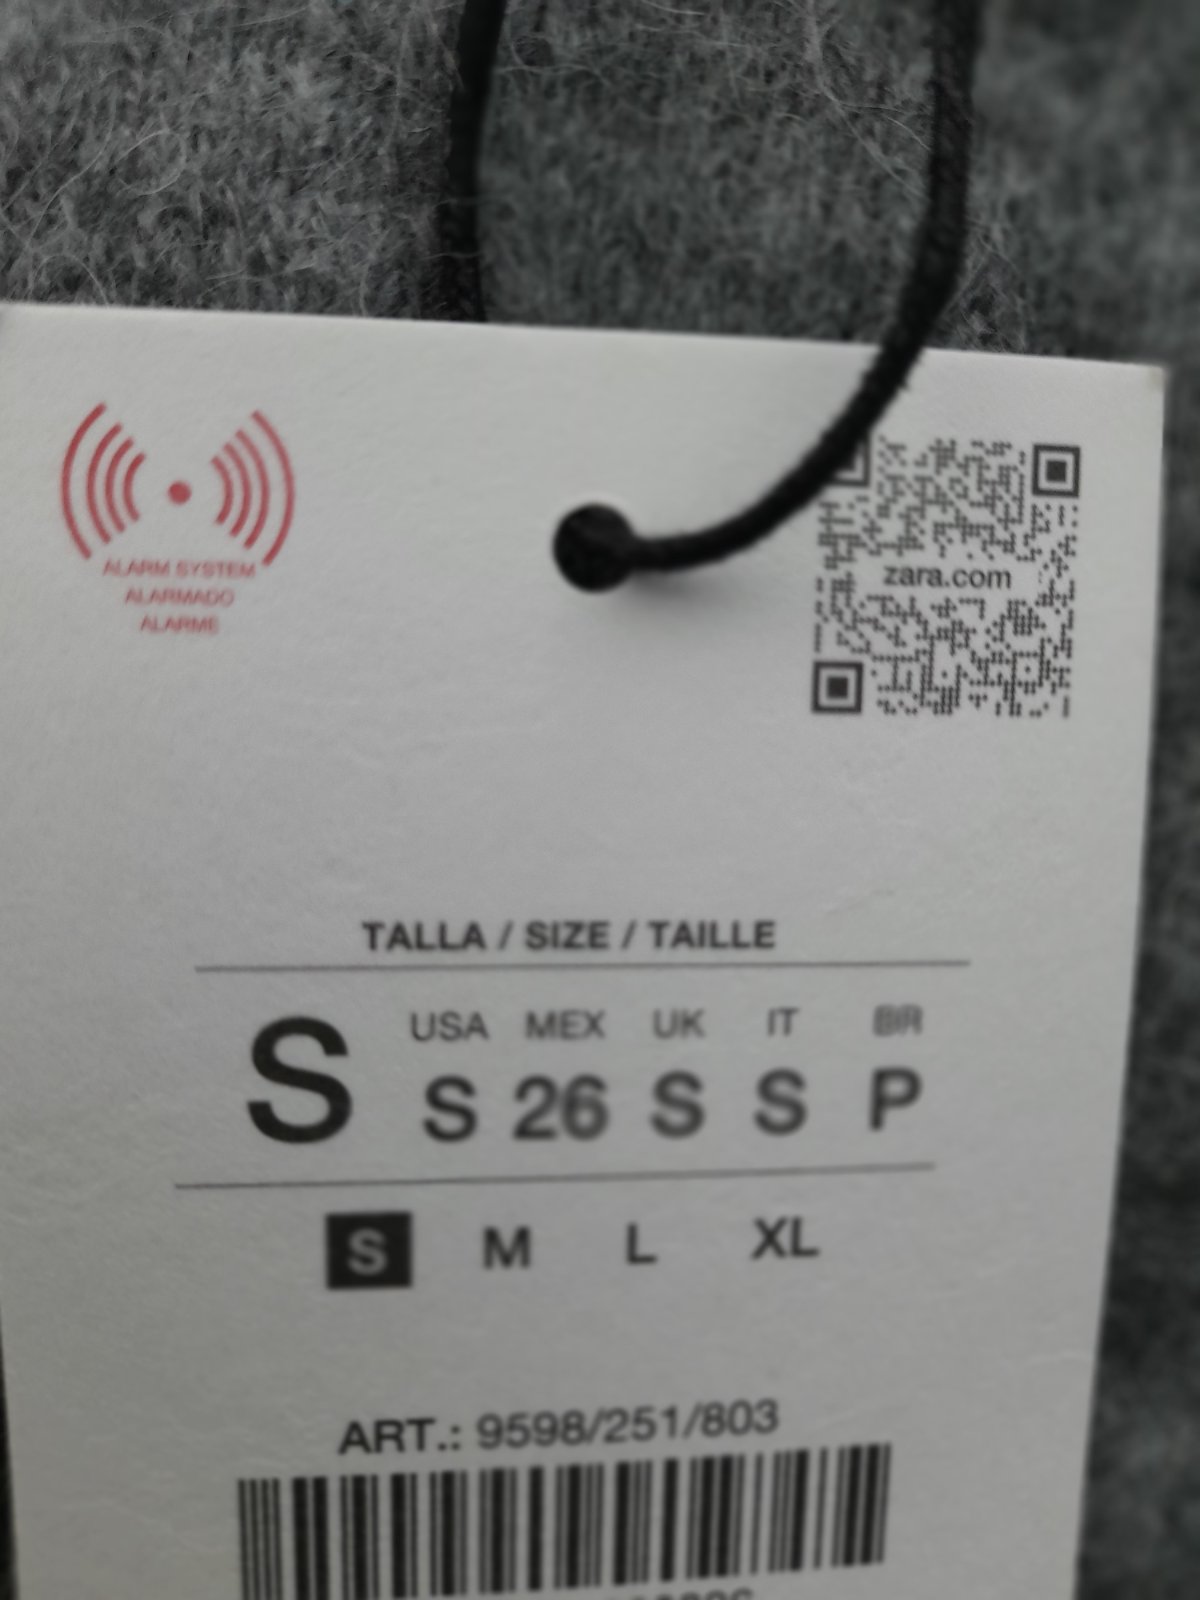 ALARM SYSTEM
ALARMADO
ALARME
zara.com
TALLA / SIZE / TAILLE
S
USA MEX UK IT BR
S 26 S S P
S M L XL
ART.: 9598/251/803